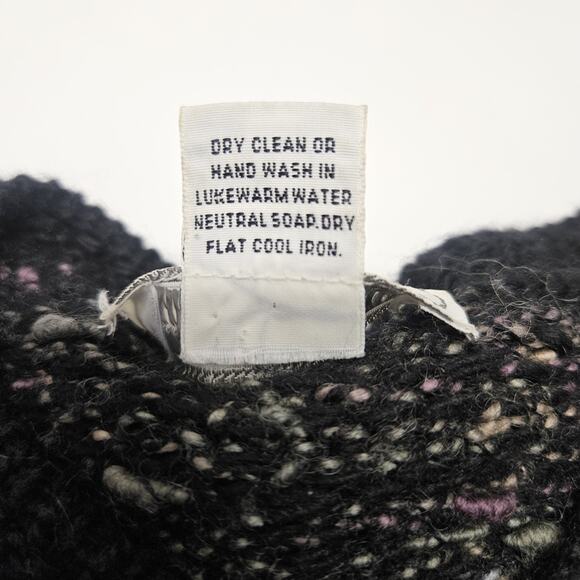 DRY CLEAN OR
HAND WASH IN
LUKEWARM WATER
NEUTRAL SOAP.DRY
FLAT COOL IRON.